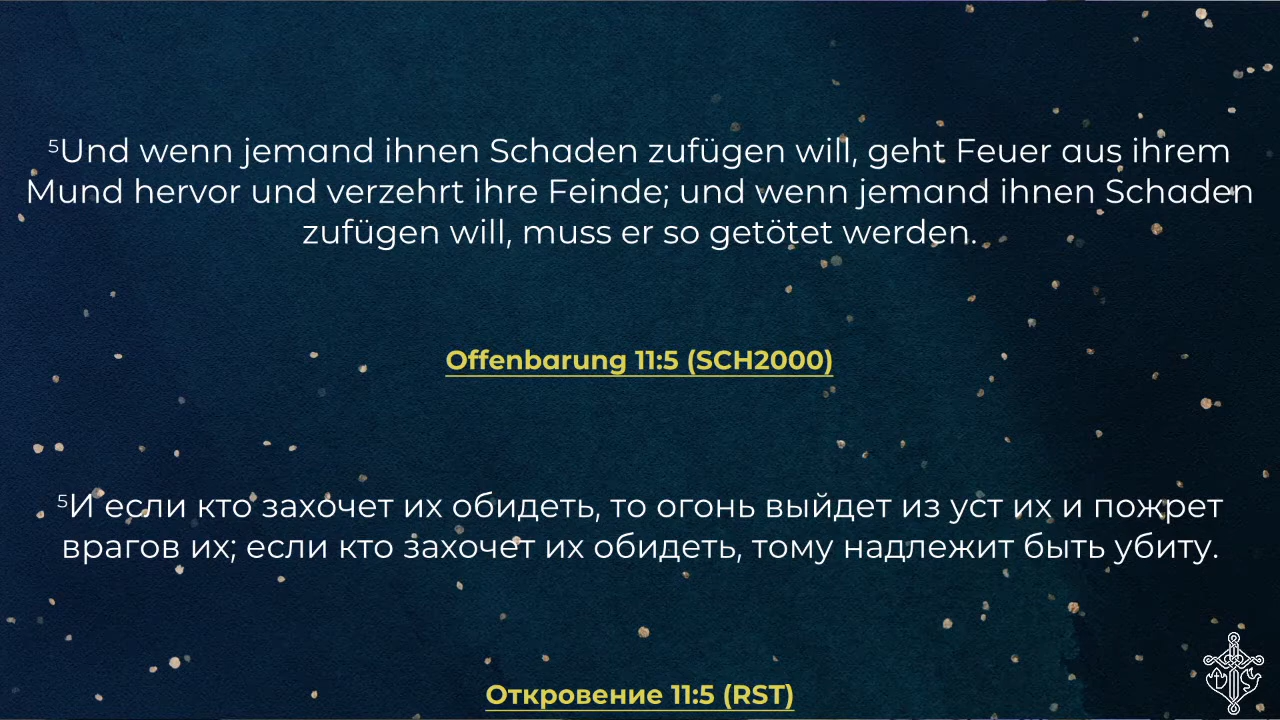 ⁵Und wenn jemand ihnen Schaden zufügen will, geht Feuer aus ihrem
Mund hervor und verzehrt ihre Feinde; und wenn jemand ihnen Schaden
zufügen will, muss er so getötet werden.
Offenbarung 11:5 (SCH2000)
⁵И если кто захочет их обидеть, то огонь выйдет из уст их и пожрет
врагов их; если кто захочет их обидеть, тому надлежит быть убиту.
Откровение 11:5 (RST)